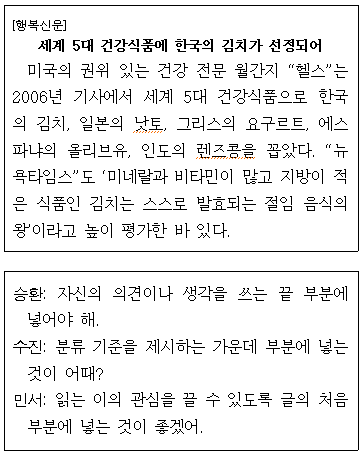 [행복신문]
세계 5대 건강식품에 한국의 김치가 선정되어
미국의 권위 있는 건강 전문 월간지 “헬스”는
2006년 기사에서 세계 5대 건강식품으로 한국
의 김치, 일본의 낫토, 그리스의 요구르트, 에스
파냐의 올리브유, 인도의 렌즈콩을 꼽았다. “뉴
욕타임스”도 ‘미네랄과 비타민이 많고 지방이 적
은 식품인 김치는 스스로 발효되는 절임 음식의
왕’이라고 높이 평가한 바 있다.
승환: 자신의 의견이나 생각을 쓰는 끝 부분에
넣어야 해.
수진: 분류 기준을 제시하는 가운데 부분에 넣는
것이 어때?
민서: 읽는 이의 관심을 끌 수 있도록 글의 처음
부분에 넣는 것이 좋겠어.